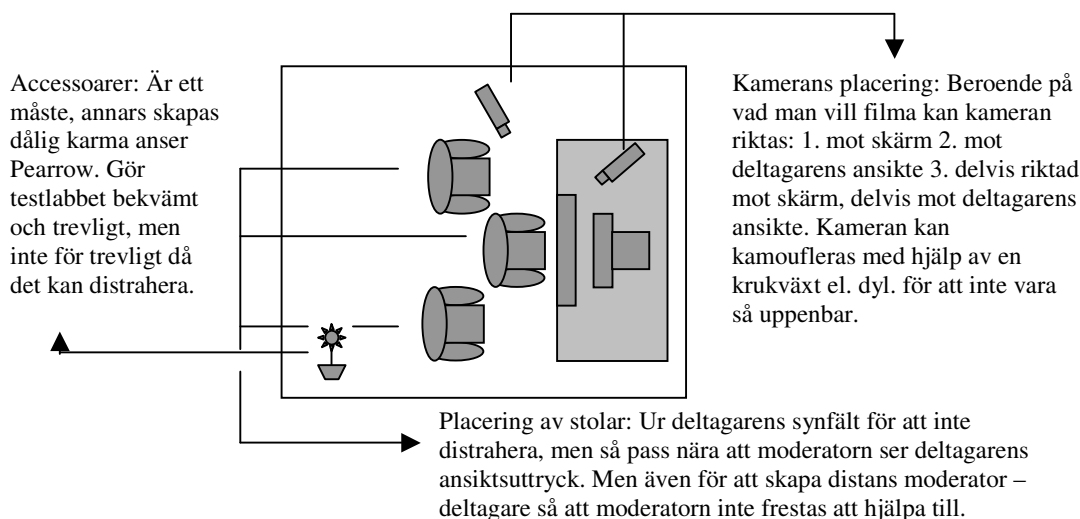 Accessoarer: Är ett
måste, annars skapas
dålig karma anser
Pearrow. Gör
testlabbet bekvämt
och trevligt, men
inte för trevligt då
det kan distrahera.
Kamerans placering: Beroende på
vad man vill filma kan kameran
riktas: 1. mot skärm 2. mot
deltagarens ansikte 3. delvis riktad
mot skärm, delvis mot deltagarens
ansikte. Kameran kan
kamoufleras med hjälp av en
krukväxt el. dyl. för att inte vara
så uppenbar.
Placering av stolar: Ur deltagarens synfält för att inte
distrahera, men så pass nära att moderatorn ser deltagarens
ansiktsuttryck. Men även för att skapa distans moderator –
deltagare så att moderatorn inte frestas att hjälpa till.